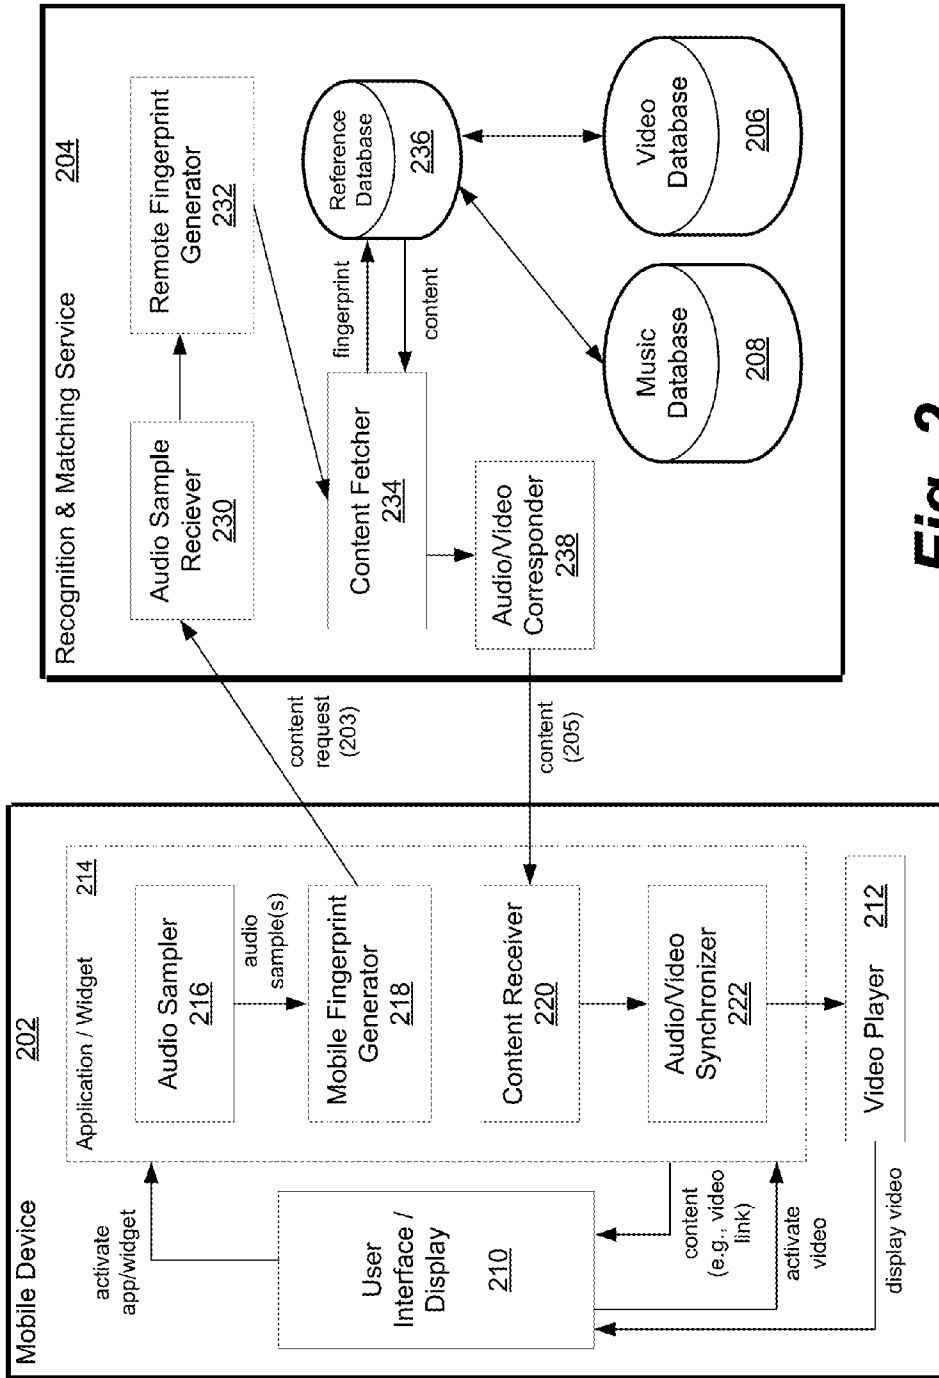 Mobile Device
202
activate
app/widget
User
Interface /
Display
210
content
(e.g., video
link)
activate
video
display video
Application / Widget
214
Audio Sampler
216
audio
sample(s)
Mobile Fingerprint
Generator
218
Content Receiver
220
Audio/Video
Synchronizer
222
Video Player
212
content
request
(203)
content
(205)
Recognition & Matching Service
204
Audio Sample
Reciever
230
Remote Fingerprint
Generator
232
Content Fetcher
234
fingerprint
content
Reference
Database
236
Audio/Video
Corresponder
238
Music
Database
208
Video
Database
206
Fig. 2